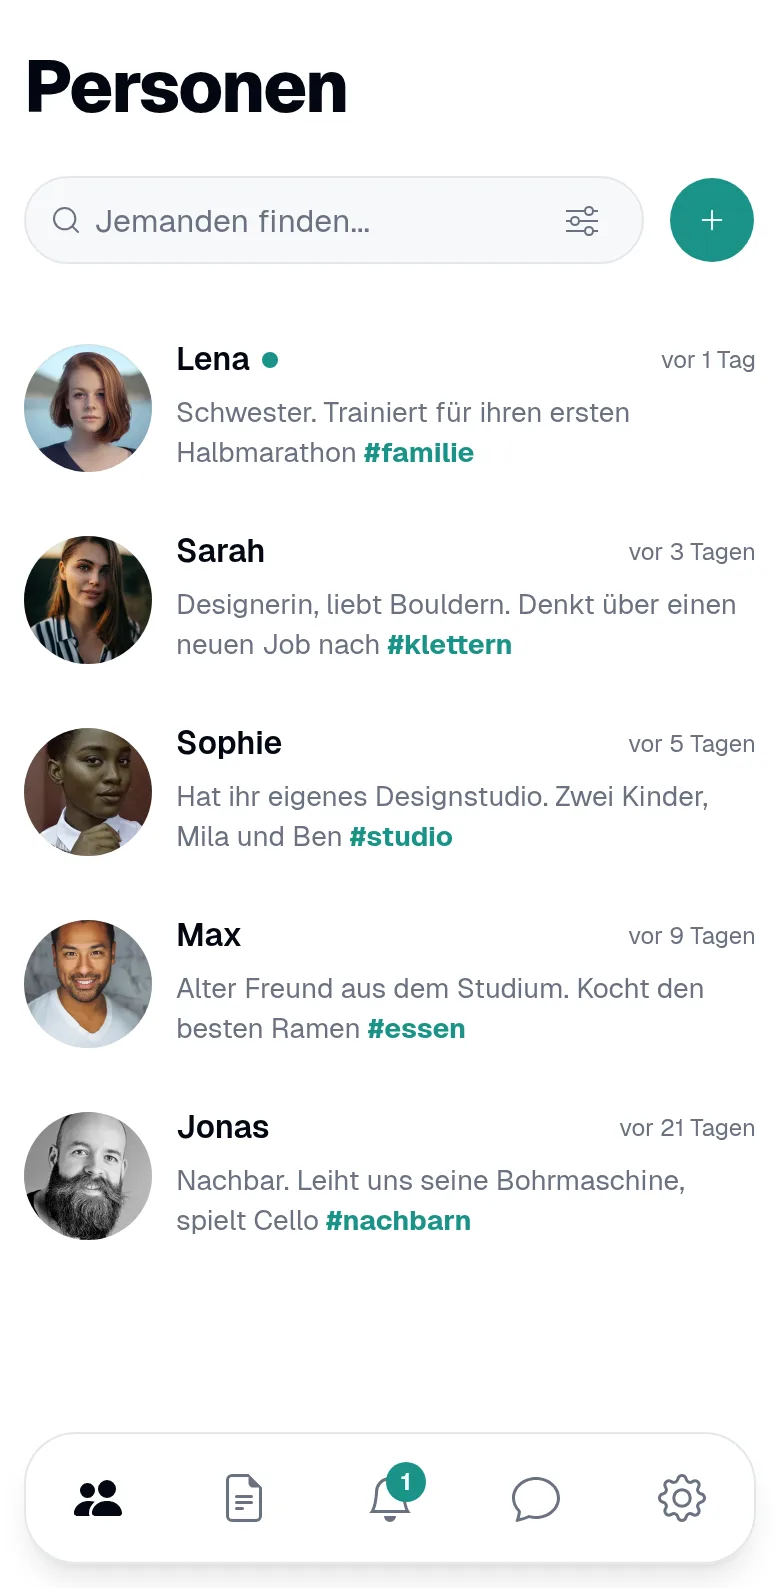 Personen
Jemanden finden...
Lena
vor 1 Tag
Schwester. Trainiert für ihren ersten
Halbmarathon #familie
Sarah
vor 3 Tagen
Designerin, liebt Bouldern. Denkt über einen
neuen Job nach #klettern
Sophie
vor 5 Tagen
Hat ihr eigenes Designstudio. Zwei Kinder,
Mila und Ben #studio
Max
vor 9 Tagen
Alter Freund aus dem Studium. Kocht den
besten Ramen #essen
Jonas
vor 21 Tagen
Nachbar. Leiht uns seine Bohrmaschine,
spielt Cello #nachbarn
1